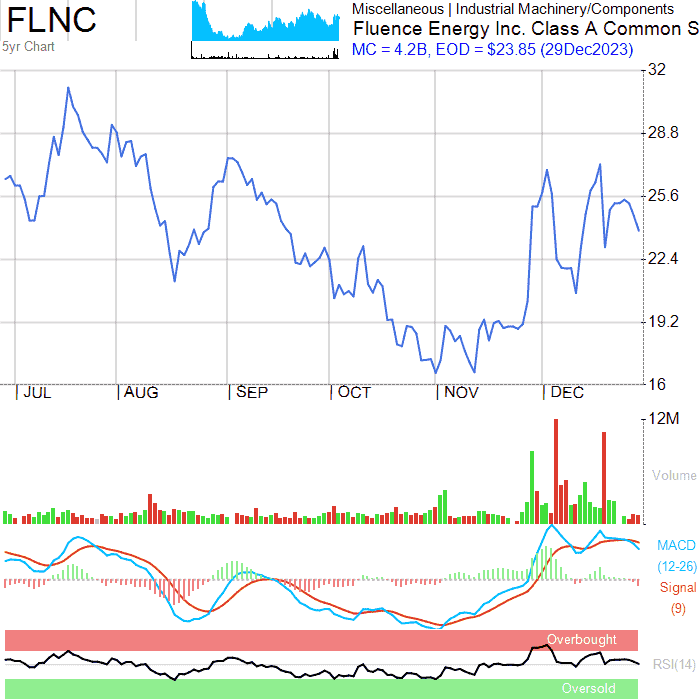 FLNC
5yr Chart
Miscellaneous | Industrial Machinery/Components
Fluence Energy Inc. Class A Common S
MC = 4.2B, EOD = $23.85 (29Dec2023)
32
28.8
25.6
22.4
19.2
16
| JUL | AUG | SEP | OCT | NOV | DEC
12M
Volume
MACD
(12-26)
Signal
(9)
Overbought
RSI(14)
Oversold